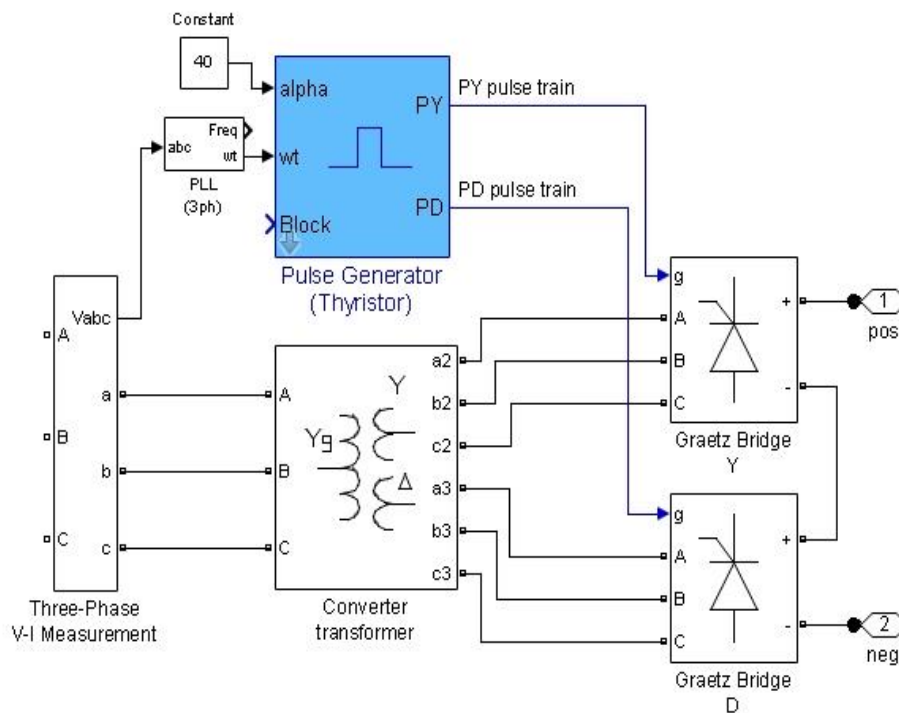 Constant
40
alpha
PY
PY pulse train
Freq
abc
wt
wt
PLL
(3ph)
PD pulse train
PD
Block
Pulse Generator
(Thyristor)
Vabc
A
a
B
b
C
c
Three-Phase
V-I Measurement
A
B
C
Yg
Y
Δ
a2
b2
c2
a3
b3
c3
Converter
transformer
g
A
B
C
+
-
Graetz Bridge
Y
1
pos
g
A
B
C
+
-
Graetz Bridge
D
2
neg